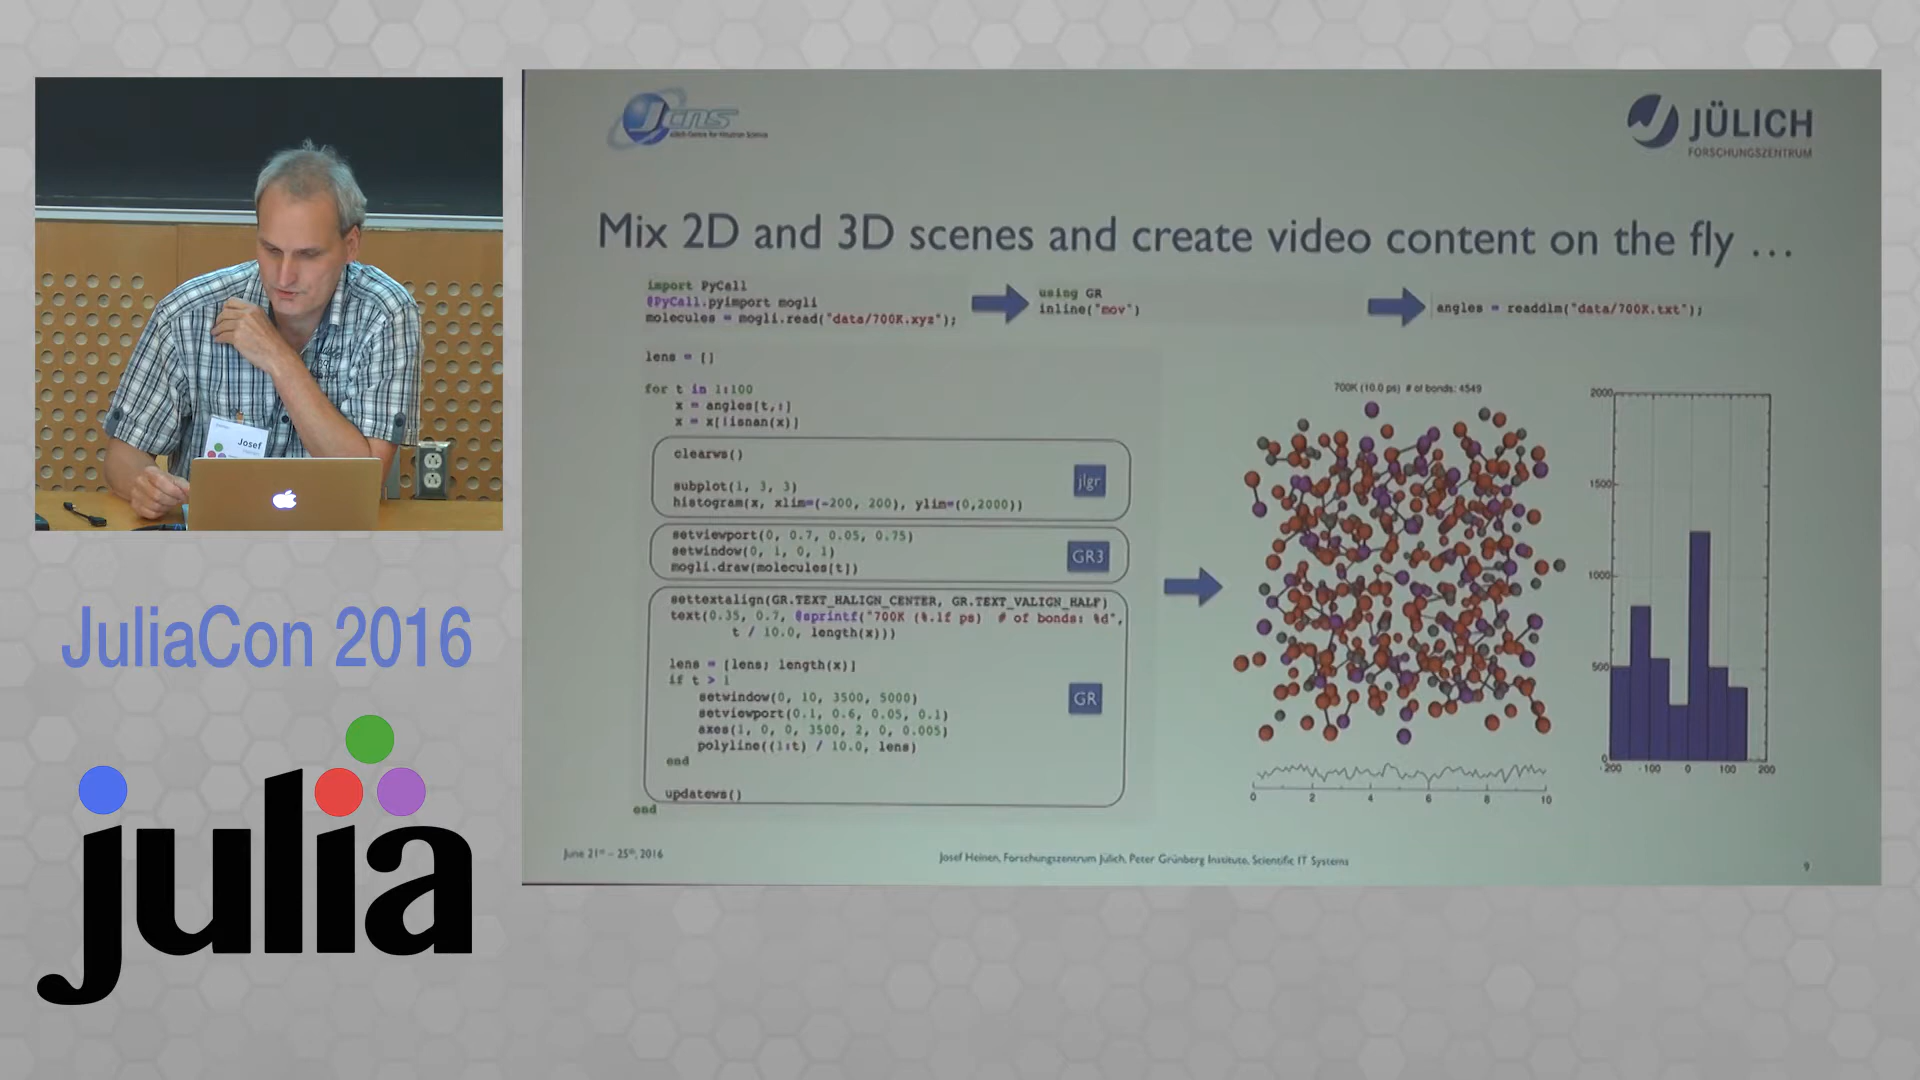 Jcns
Jülich Centre for Neutron Science
JÜLICH
FORSCHUNGSZENTRUM
Mix 2D and 3D scenes and create video content on the fly ...
import PyCall
@PyCall.pyimport mogli
molecules = mogli.read("data/700K.xyz");
using GR
inline("mov")
angles = readdlm("data/700K.txt");
lens = []
for t in 1:100
x = angles[t,:]
x = x[!isnan(x)]
clearws()
subplot(1, 3, 3)
histogram(x, xlim=(-200, 200), ylim=(0,2000))
jlgr
setviewport(0, 0.7, 0.05, 0.75)
setwindow(0, 1, 0, 1)
mogli.draw(molecules[t])
GR3
settextalign(GR.TEXT_HALIGN_CENTER, GR.TEXT_VALIGN_HALF)
text(0.35, 0.7, @sprintf("700K (%.1f ps)  # of bonds: %d",
t / 10.0, length(x)))
lens = [lens; length(x)]
if t > 1
setwindow(0, 10, 3500, 5000)
setviewport(0.1, 0.6, 0.05, 0.1)
axes(1, 0, 0, 3500, 2, 0, 0.005)
polyline((1:t) / 10.0, lens)
end
updatews()
end
GR
700K (10.0 ps) # of bonds: 4549
0 2 4 6 8 10
2000
1500
1000
500
0
-200 -100 0 100 200
June 21st – 25th, 2016
Josef Heinen, Forschungszentrum Jülich, Peter Grünberg Institute, Scientific IT Systems
9
Josef
JuliaCon 2016
julia